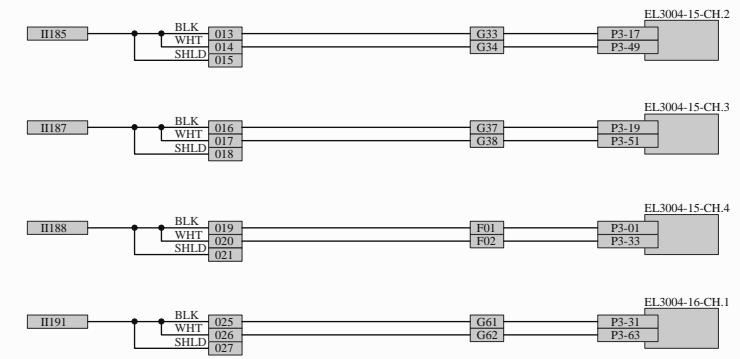 EL3004-15-CH.2
II185 BLK 013 G33 P3-17
WHT 014 G34 P3-49
SHLD 015
EL3004-15-CH.3
II187 BLK 016 G37 P3-19
WHT 017 G38 P3-51
SHLD 018
EL3004-15-CH.4
II188 BLK 019 F01 P3-01
WHT 020 F02 P3-33
SHLD 021
EL3004-16-CH.1
II191 BLK 025 G61 P3-31
WHT 026 G62 P3-63
SHLD 027